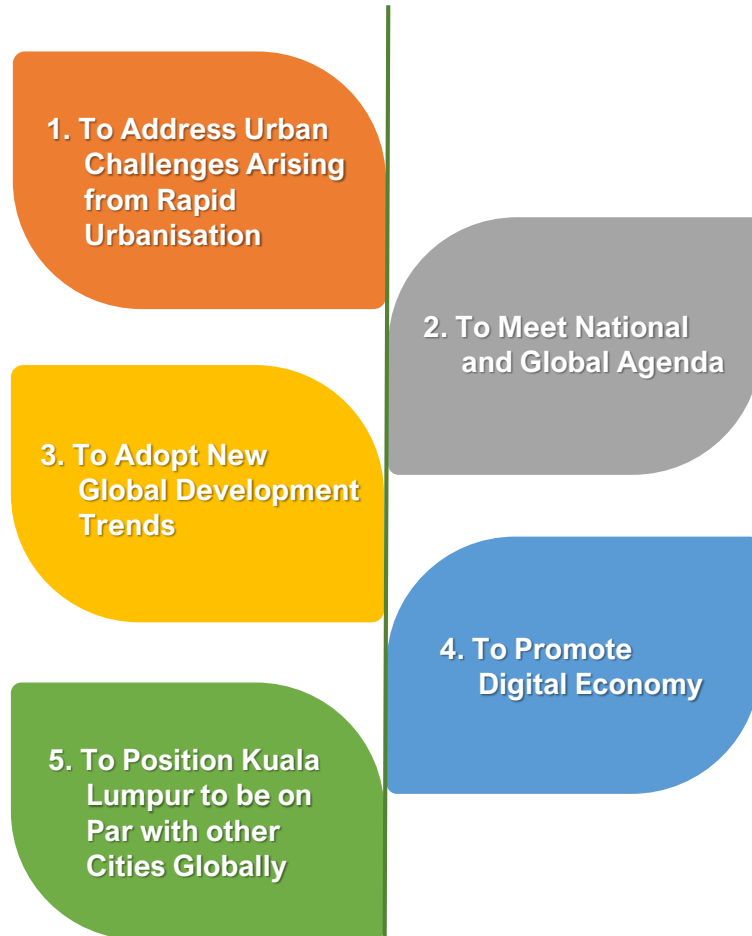 1. To Address Urban
Challenges Arising
from Rapid
Urbanisation
2. To Meet National
and Global Agenda
3. To Adopt New
Global Development
Trends
4. To Promote
Digital Economy
5. To Position Kuala
Lumpur to be on
Par with other
Cities Globally